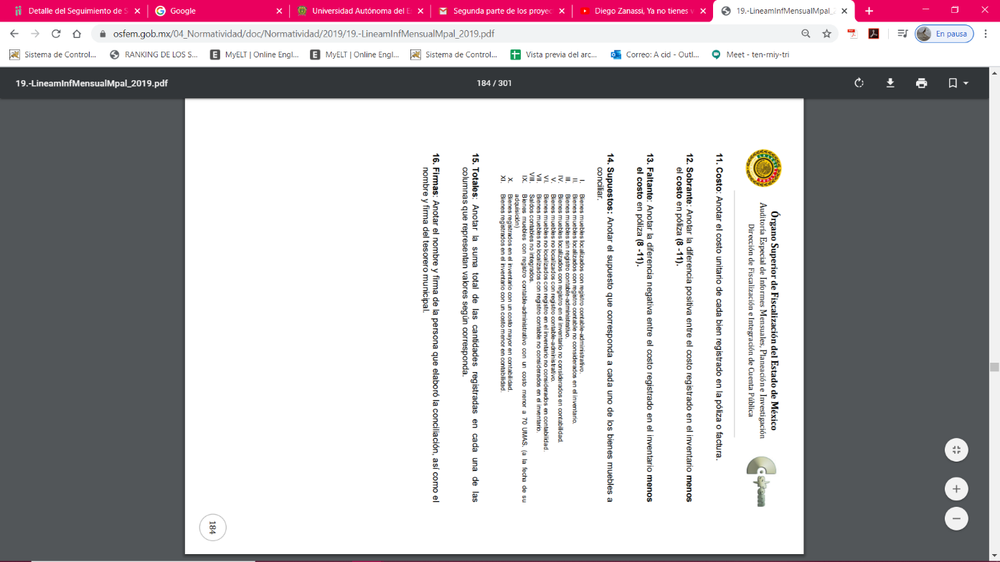 Detalle del Seguimiento de S
Google
Universidad Autónoma del Es
Segunda parte de los proyec
Diego Zanassi, Ya no tienes v
19.-LineamInfMensualMpal_2
osfem.gob.mx/04_Normatividad/doc/Normatividad/2019/19.-LineamInfMensualMpal_2019.pdf
En pausa
Sistema de Control...
RANKING DE LOS S...
MyELT | Online Engl...
MyELT | Online Engl...
Sistema de Control...
Vista previa del arc...
Correo: A cid - Outl...
Meet - ten-rniy-tri
19.-LineamInfMensualMpal_2019.pdf
184 / 301
Órgano Superior de Fiscalización del Estado de México
Auditoría Especial de Informes Mensuales, Planeación e Investigación
Dirección de Fiscalización e Integración de Cuenta Pública
11. Costo: Anotar el costo unitario de cada bien registrado en la póliza o factura.
12. Sobrante: Anotar la diferencia positiva entre el costo registrado en el inventario menos
el costo en póliza (8 -11).
13. Faltante: Anotar la diferencia negativa entre el costo registrado en el inventario menos
el costo en póliza (8 -11).
14. Supuestos: Anotar el supuesto que corresponda a cada uno de los bienes muebles a
conciliar.
I. Bienes muebles localizados con registro contable-administrativo.
II. Bienes muebles localizados con registro contable no considerados en el inventario.
III. Bienes muebles sin registro contable-administrativo.
IV. Bienes muebles localizados con registro en el inventario no considerados en contabilidad.
V. Bienes muebles no localizados con registro contable-administrativo.
VI. Bienes muebles no localizados con registro en el inventario no considerados en contabilidad.
VII. Bienes muebles no localizados con registro contable no considerados en el inventario.
VIII. Saldos contables no integrados.
IX. Bienes muebles con registro contable-administrativo con un costo menor a 70 UMAS. (a la fecha de su
adquisición)
X. Bienes registrados en el inventario con un costo mayor en contabilidad.
XI. Bienes registrados en el inventario con un costo menor en contabilidad.
15. Totales: Anotar la suma total de las cantidades registradas en cada una de las
columnas que representan valores según corresponda.
16. Firmas: Anotar el nombre y firma de la persona que elaboró la conciliación, así como el
nombre y firma del tesorero municipal.
184